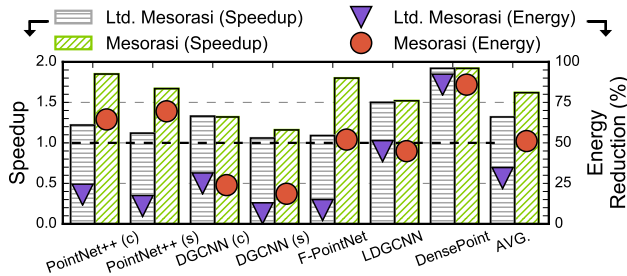 Ltd. Mesorasi (Speedup)
Ltd. Mesorasi (Energy)
Mesorasi (Speedup)
Mesorasi (Energy)
2.0
1.5
1.0
0.5
0.0
Speedup
100
75
50
25
0
Energy
Reduction (%)
PointNet++ (c)
PointNet++ (s)
DGCNN (c)
DGCNN (s)
F-PointNet
LDGCNN
DensePoint
AVG.